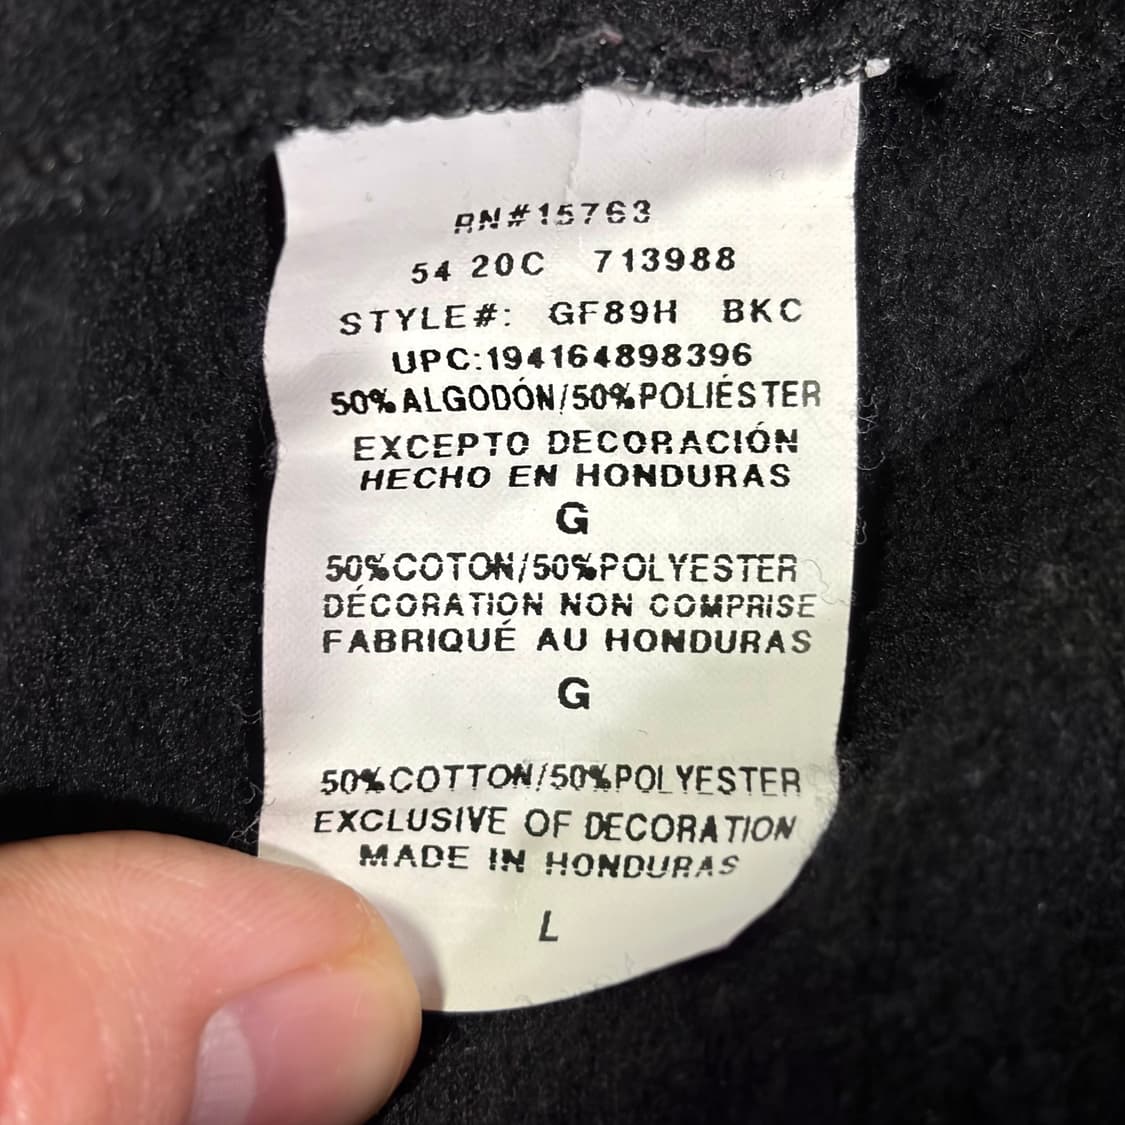 RN#15763
54 20C 713988
STYLE#: GF89H BKC
UPC:194164898396
50%ALGODÓN/50%POLIÉSTER
EXCEPTO DECORACIÓN
HECHO EN HONDURAS
G
50%COTON/50%POLYESTER
DÉCORATION NON COMPRISE
FABRIQUÉ AU HONDURAS
G
50%COTTON/50%POLYESTER
EXCLUSIVE OF DECORATION
MADE IN HONDURAS
L